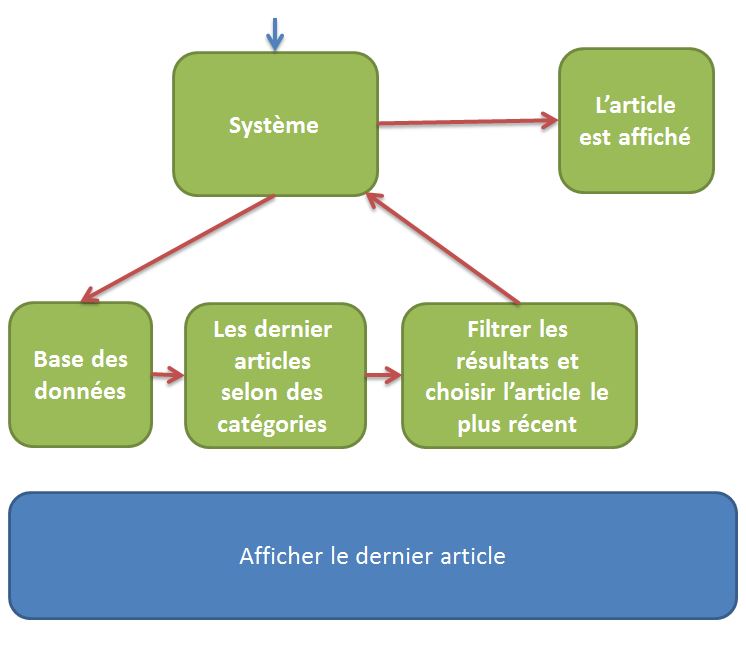 Système
L’article
est affiché
Base des
données
Les dernier
articles
selon des
catégories
Filtrer les
résultats et
choisir l’article le
plus récent
Afficher le dernier article